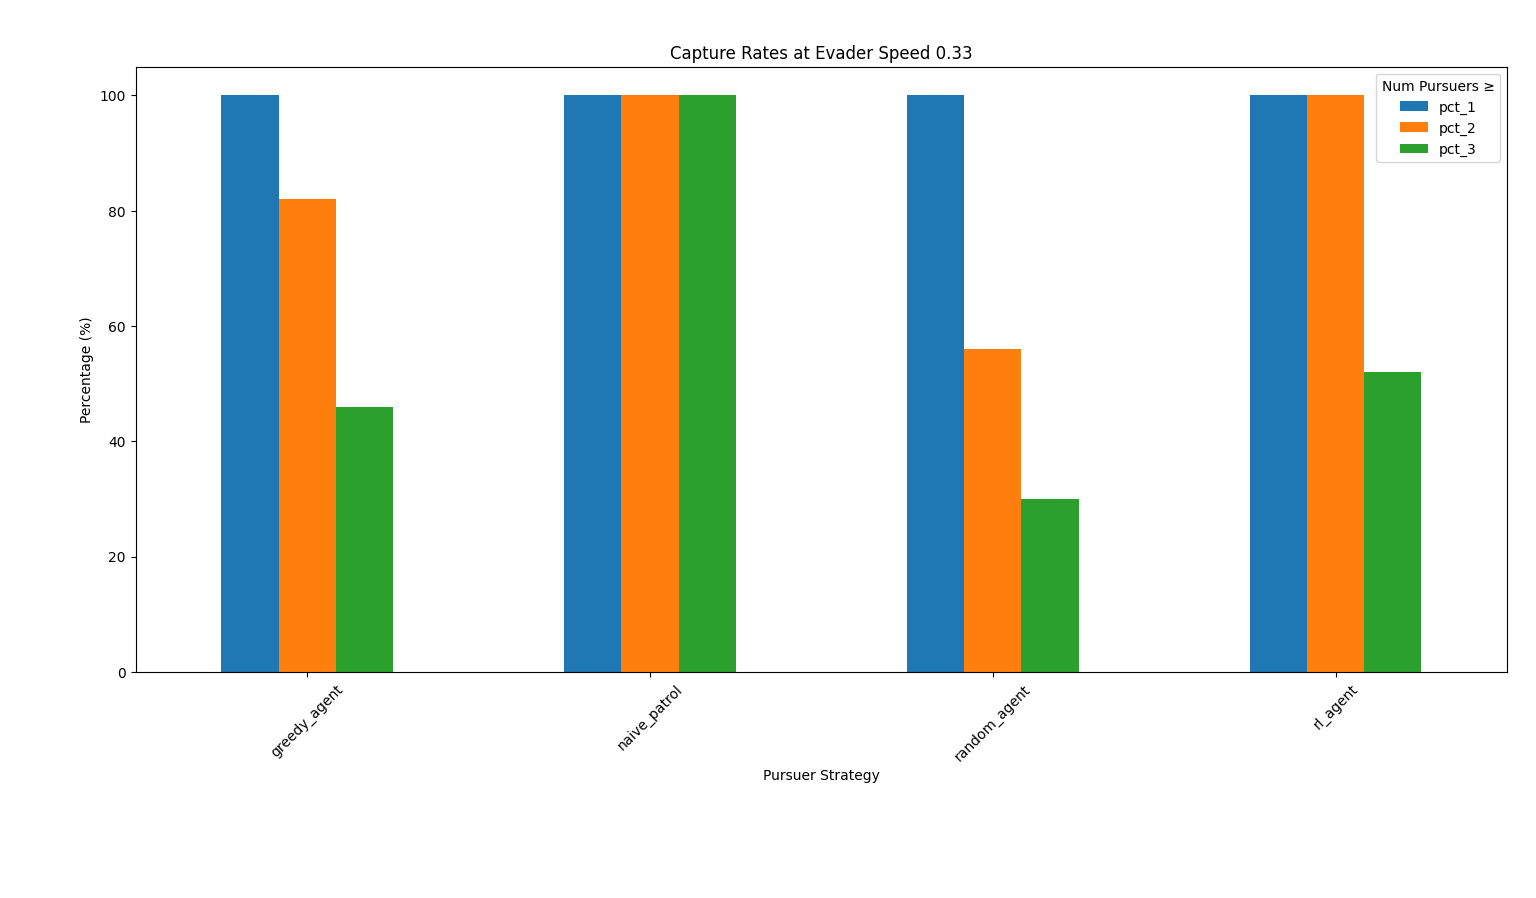 Capture Rates at Evader Speed 0.33
Num Pursuers ≥
pct_1
pct_2
pct_3
Percentage (%)
100
80
60
40
20
0
greedy_agent
naive_patrol
random_agent
rl_agent
Pursuer Strategy